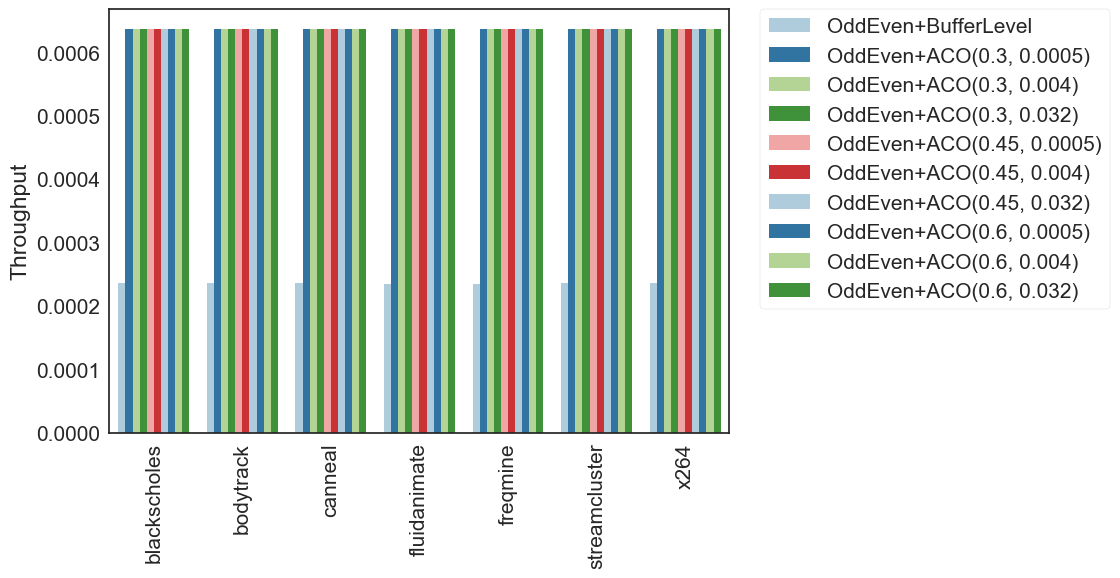 Throughput
0.0006
0.0005
0.0004
0.0003
0.0002
0.0001
0.0000
blackscholes
bodytrack
canneal
fluidanimate
freqmine
streamcluster
x264
OddEven+BufferLevel
OddEven+ACO(0.3, 0.0005)
OddEven+ACO(0.3, 0.004)
OddEven+ACO(0.3, 0.032)
OddEven+ACO(0.45, 0.0005)
OddEven+ACO(0.45, 0.004)
OddEven+ACO(0.45, 0.032)
OddEven+ACO(0.6, 0.0005)
OddEven+ACO(0.6, 0.004)
OddEven+ACO(0.6, 0.032)